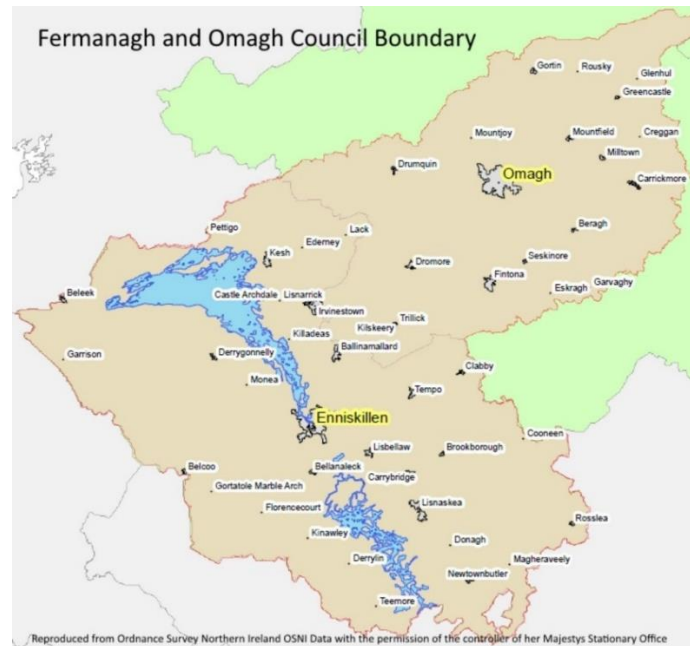 Fermanagh and Omagh Council Boundary
Gortin
Rousky
Glenhul
Greencastle
Mountjoy
Mountfield
Creggan
Milltown
Drumquin
Omagh
Carrickmore
Pettigo
Lack
Beragh
Ederney
Kesh
Dromore
Seskinore
Fintona
Beleek
Castle Archdale
Lisnarrick
Eskragh
Garvaghy
Irvinestown
Trillick
Kilskeery
Killadeas
Ballinamallard
Garrison
Derrygonnelly
Clabby
Monea
Tempo
Enniskillen
Cooneen
Lisbellaw
Brookborough
Belcoo
Bellanaleck
Carrybridge
Gortatole Marble Arch
Florencecourt
Lisnaskea
Rosslea
Kinawley
Donagh
Derrylin
Magheraveely
Newtownbutler
Teemore
Reproduced from Ordnance Survey Northern Ireland OSNI Data with the permission of the controller of her Majestys Stationary Office